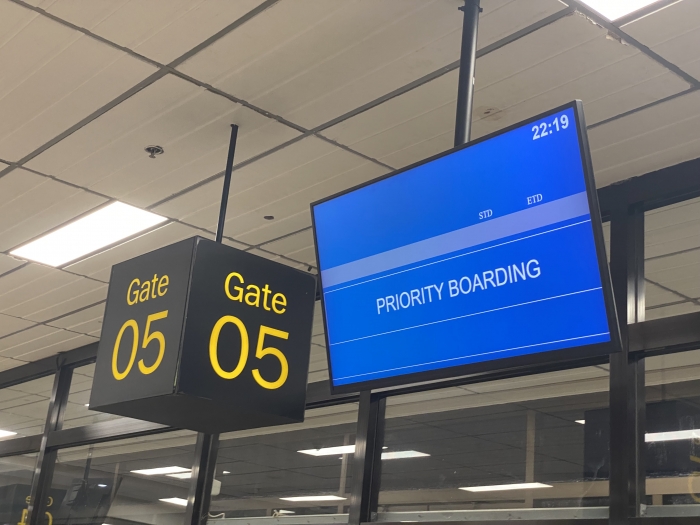 Gate
05
Gate
05
22:19
STD ETD
PRIORITY BOARDING